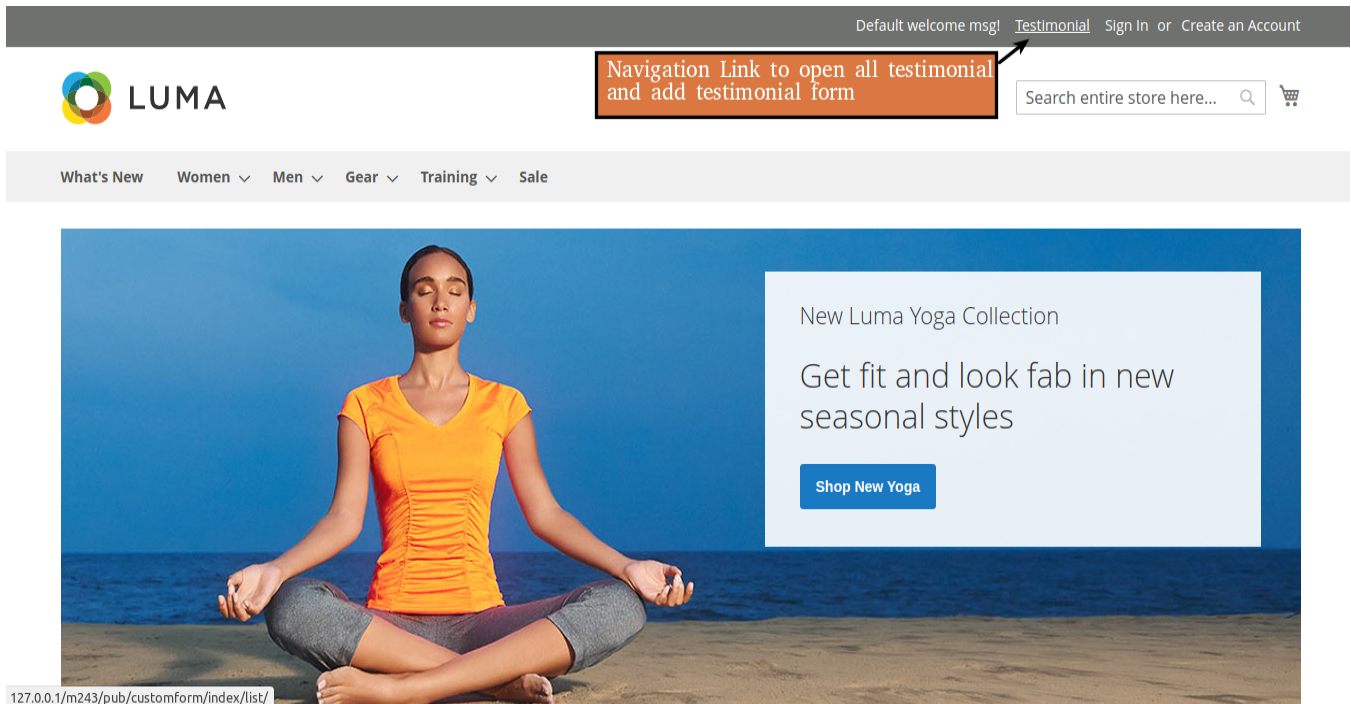 Default welcome msg! Testimonial Sign In or Create an Account
Navigation Link to open all testimonial
and add testimonial form
LUMA
Search entire store here...
What's New Women Men Gear Training Sale
New Luma Yoga Collection
Get fit and look fab in new
seasonal styles
Shop New Yoga
127.0.0.1/m243/pub/customform/index/list/